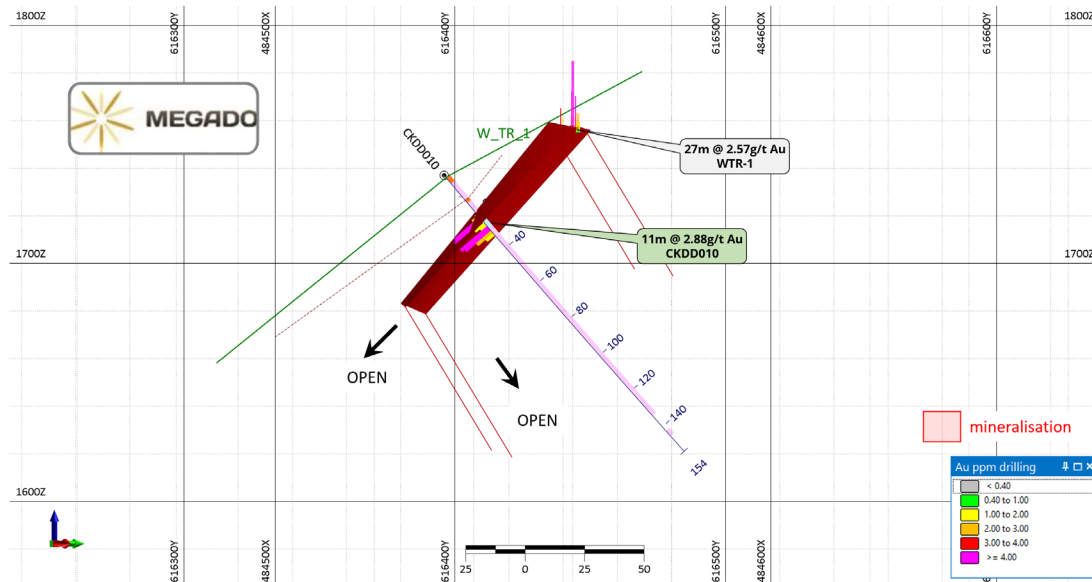 1800Z
1800Z
616300Y
484500X
616400Y
616500Y
484600X
616600Y
MEGADO
CKDD010
W_TR_1
27m @ 2.57g/t Au
WTR-1
11m @ 2.88g/t Au
CKDD010
40
60
80
100
120
140
154
1700Z
1700Z
OPEN
OPEN
mineralisation
Au ppm drilling
< 0.40
0.40 to 1.00
1.00 to 2.00
2.00 to 3.00
3.00 to 4.00
>= 4.00
1600Z
25
0
25
50
616300Y
484500X
616400Y
616500Y
484600X
616600Y